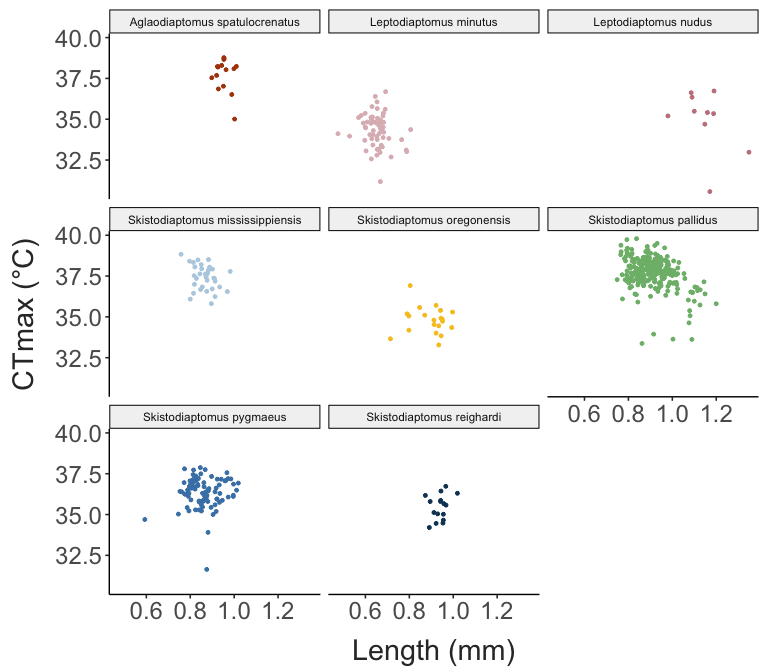 Aglaodiaptomus spatulocrenatus
Leptodiaptomus minutus
Leptodiaptomus nudus
40.0
37.5
35.0
32.5
Skistodiaptomus mississippiensis
Skistodiaptomus oregonensis
Skistodiaptomus pallidus
40.0
37.5
35.0
32.5
0.6 0.8 1.0 1.2
Skistodiaptomus pygmaeus
Skistodiaptomus reighardi
40.0
37.5
35.0
32.5
0.6 0.8 1.0 1.2
0.6 0.8 1.0 1.2
CTmax (°C)
Length (mm)